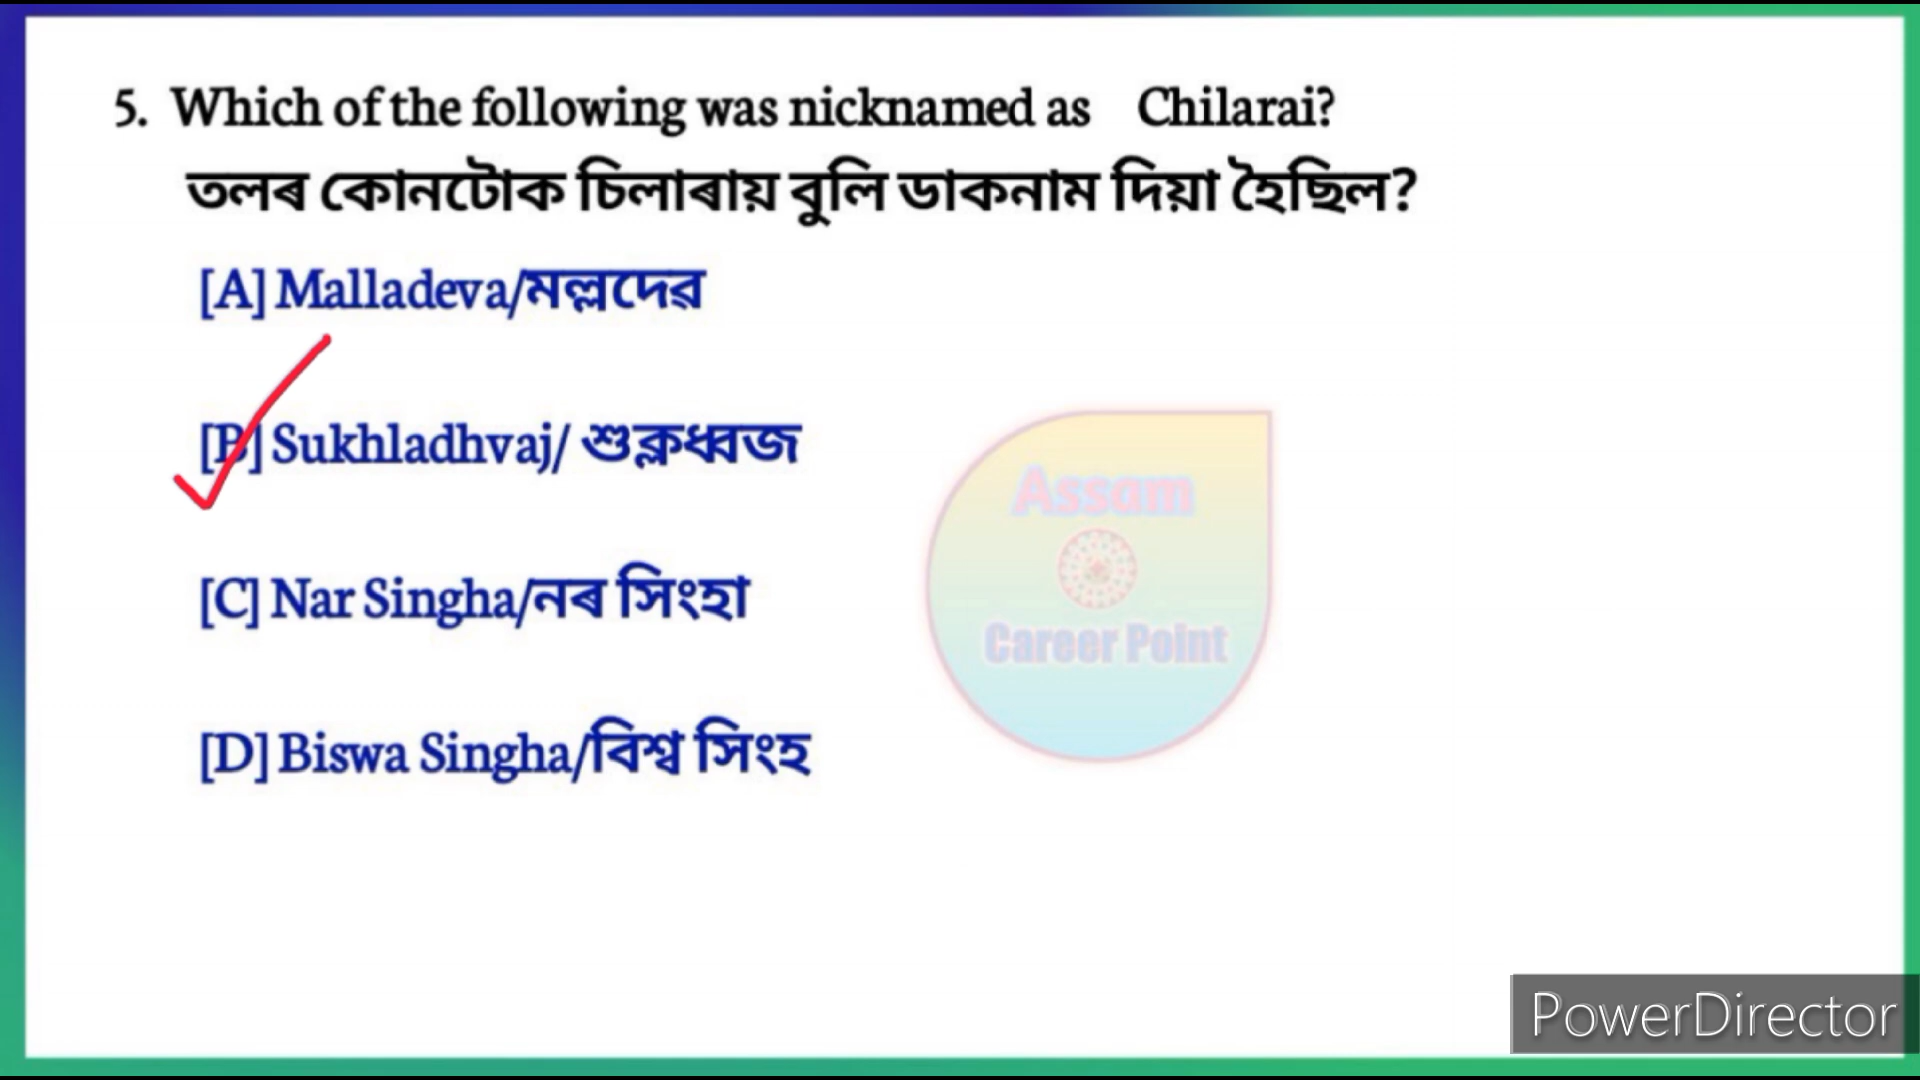 5. Which of the following was nicknamed as Chilarai?
তলৰ কোনটোক চিলাৰায় বুলি ডাকনাম দিয়া হৈছিল?
[A] Malladeva/মল্লদেৱ
[B] Sukhladhvaj/ শুক্লধ্বজ
[C] Nar Singha/নৰ সিংহা
[D] Biswa Singha/বিশ্ব সিংহ
Assam
Career Point
PowerDirector